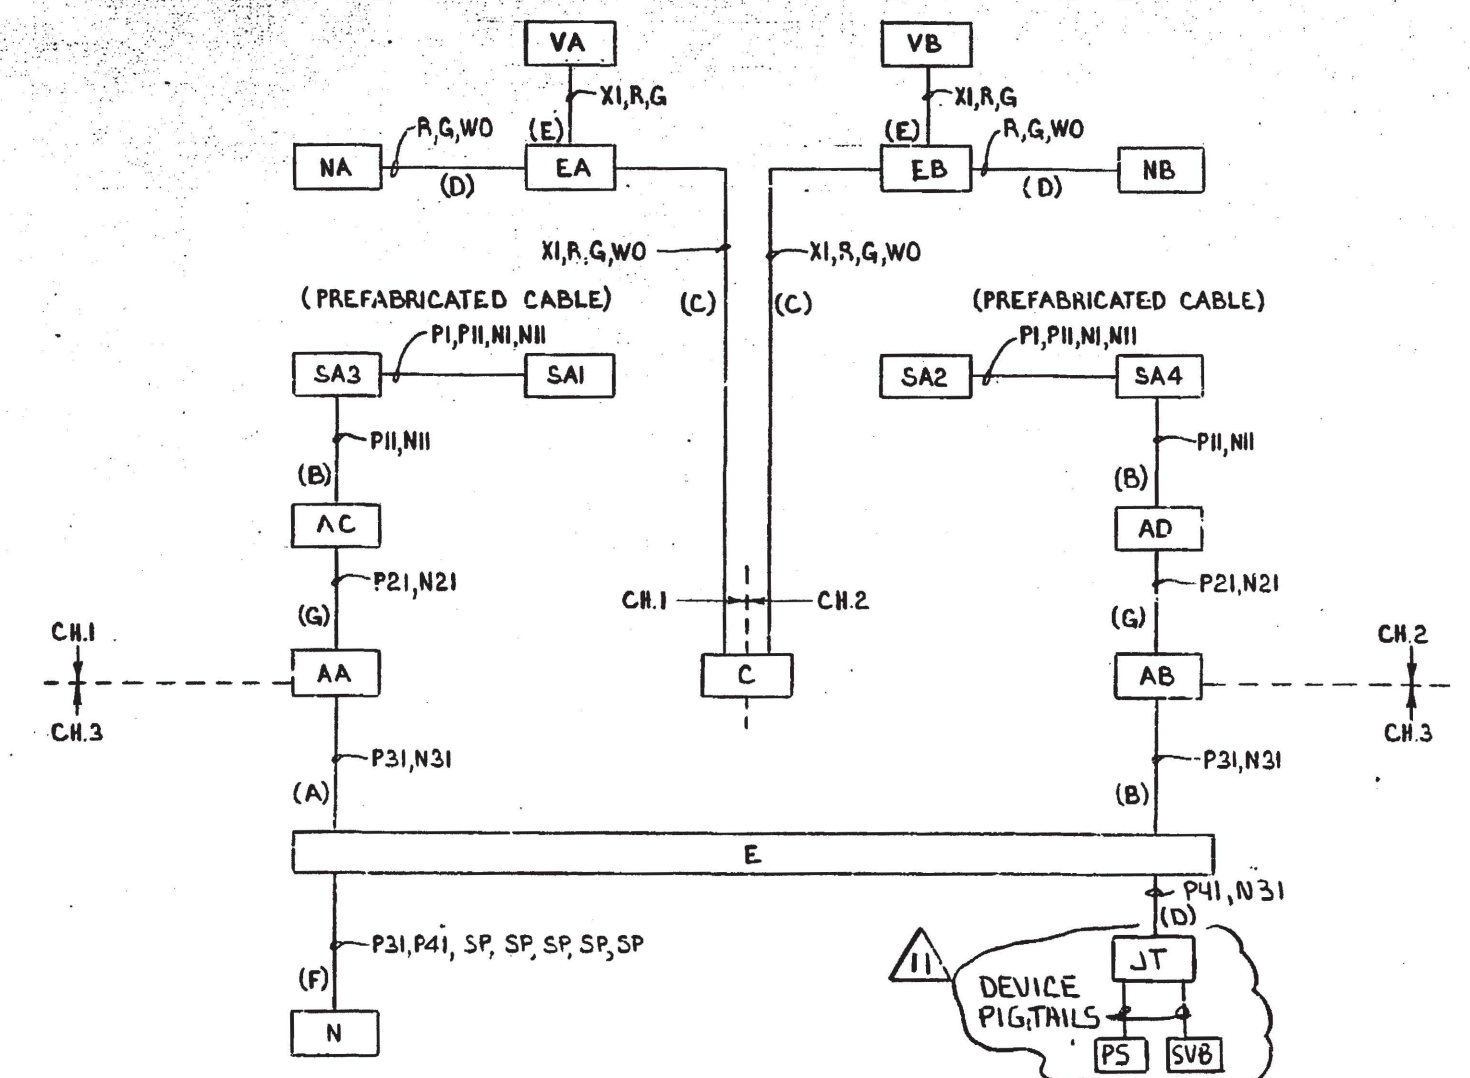 VA
VB
X1,R,G
X1,R,G
R,G,WO
(E)
(E)
R,G,WO
NA
EA
EB
NB
(D)
(D)
X1,R,G,WO
X1,R,G,WO
(PREFABRICATED CABLE)
(C)
(C)
(PREFABRICATED CABLE)
P1,P11,N1,N11
P1,P11,N1,N11
SA3
SA1
SA2
SA4
P11,N11
P11,N11
(B)
(B)
AC
AD
P21,N21
P21,N21
CH.1
CH.2
(G)
(G)
CH.1
CH.2
AA
C
AB
CH.3
CH.3
P31,N31
P31,N31
(A)
(B)
E
P41,N31
(D)
P31,P41, SP, SP, SP, SP, SP
(F)
11
JT
DEVICE
PIGTAILS
N
PS
SVB